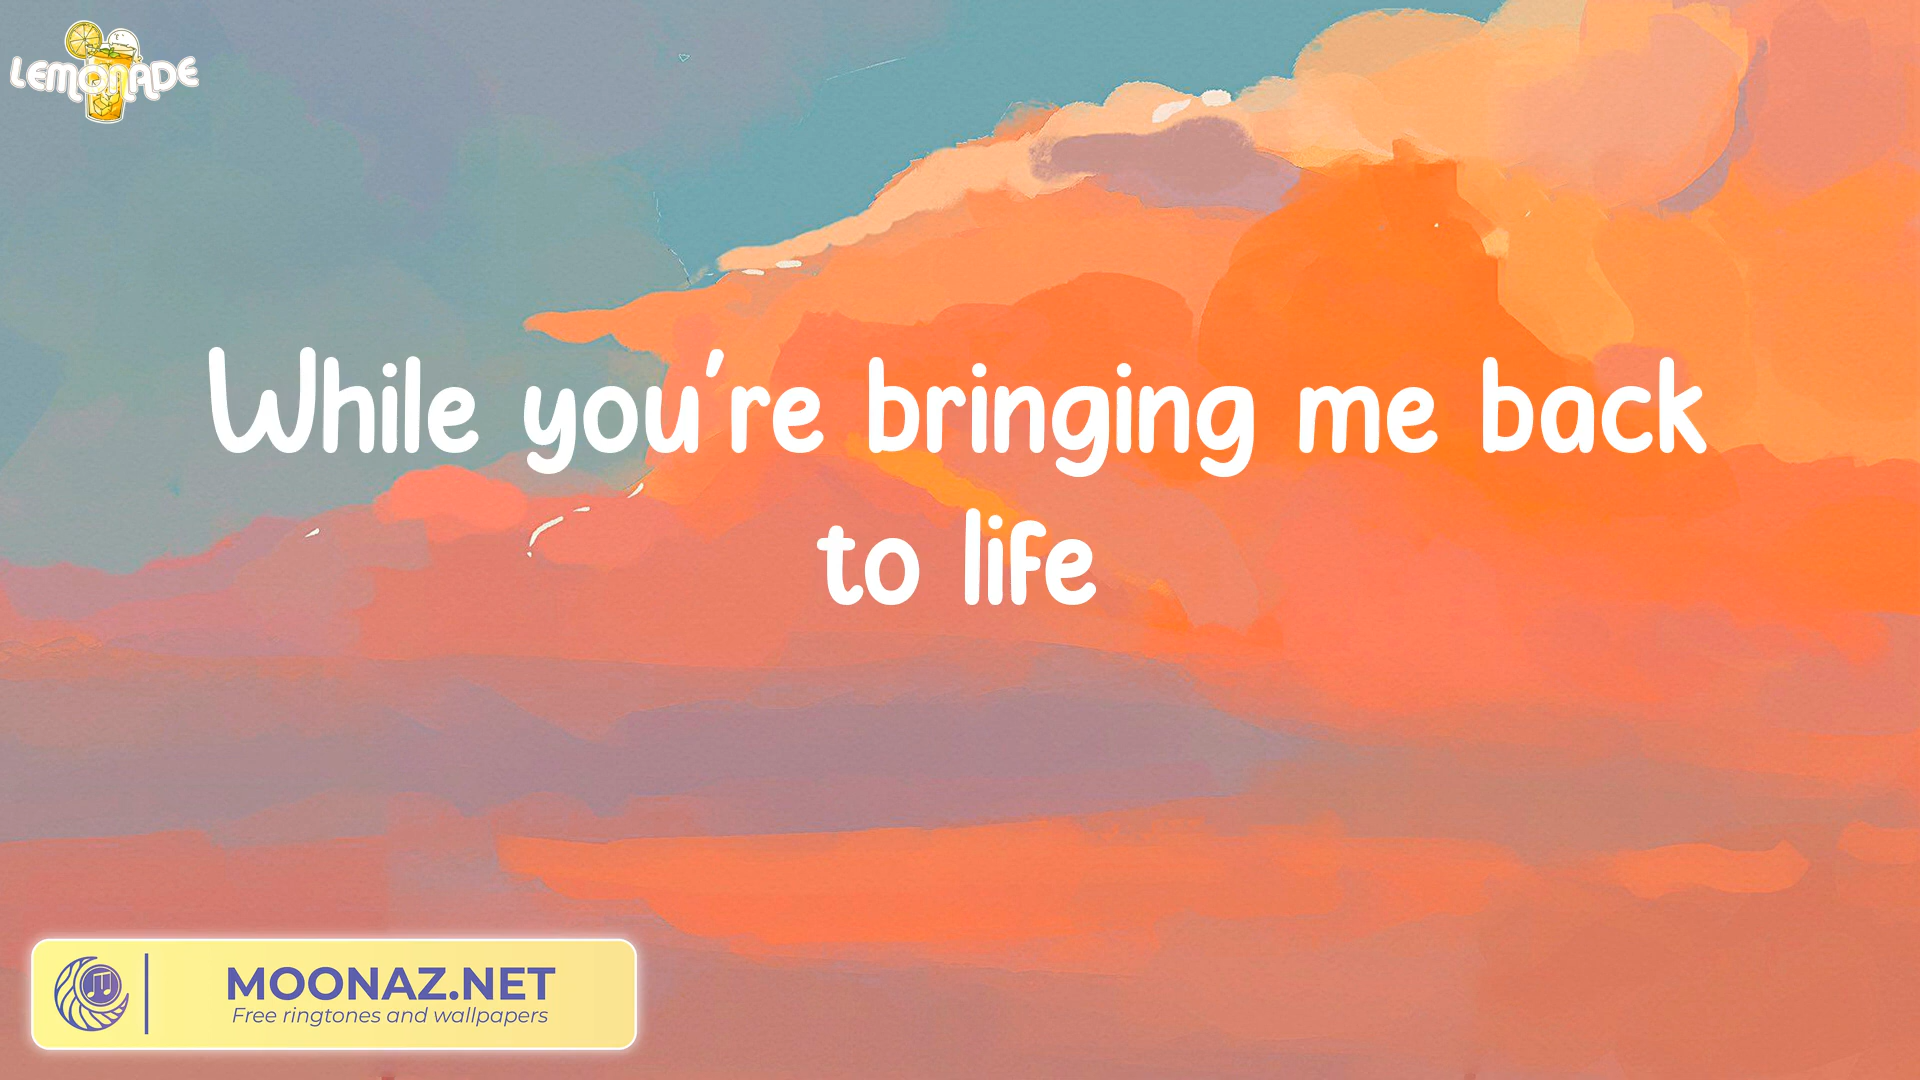 LEMONADE
While you're bringing me back
to life
MOONAZ.NET
Free ringtones and wallpapers